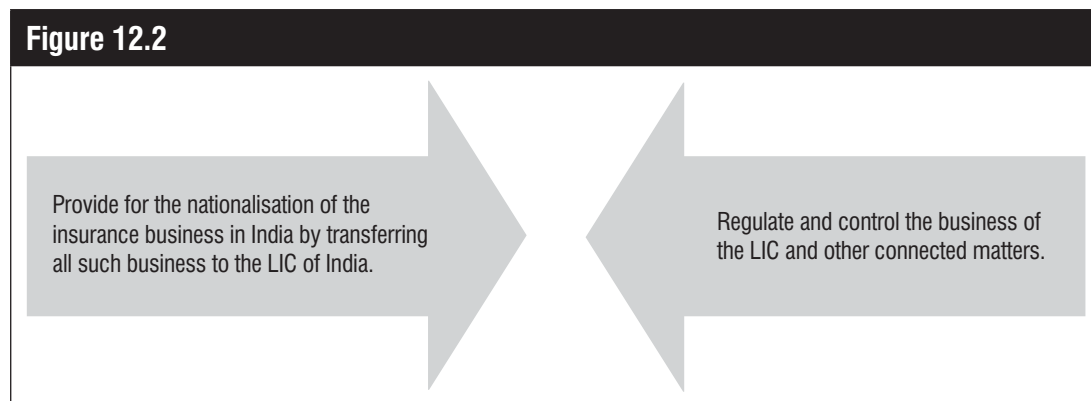 Figure 12.2
Provide for the nationalisation of the
insurance business in India by transferring
all such business to the LIC of India.
Regulate and control the business of
the LIC and other connected matters.